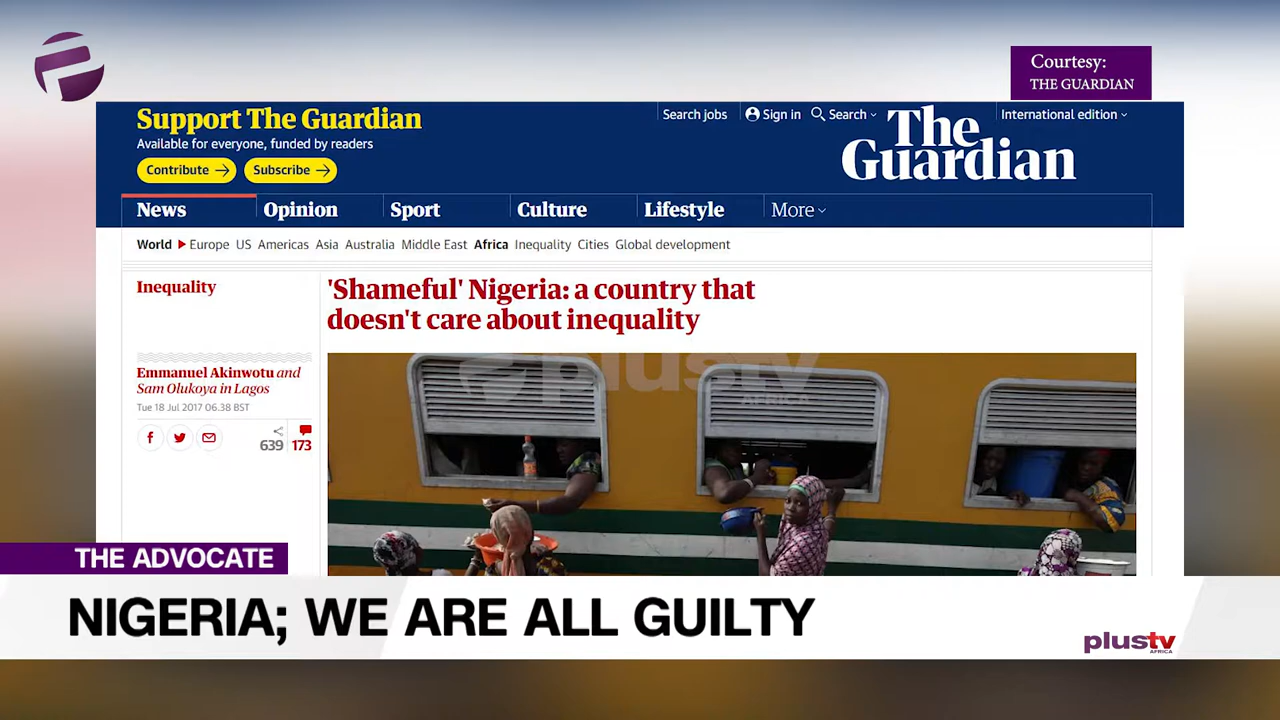 Courtesy:
THE GUARDIAN
Support The Guardian
Available for everyone, funded by readers
Contribute
Subscribe
Search jobs
Sign in
Search
International edition
The
Guardian
News
Opinion
Sport
Culture
Lifestyle
More
World
Europe US Americas Asia Australia Middle East Africa Inequality Cities Global development
Inequality
'Shameful' Nigeria: a country that
doesn't care about inequality
Emmanuel Akinwotu and
Sam Olukoya in Lagos
Tue 18 Jul 2017 06.38 BST
639
173
plustv
AFRICA
THE ADVOCATE
NIGERIA; WE ARE ALL GUILTY
plustv
AFRICA